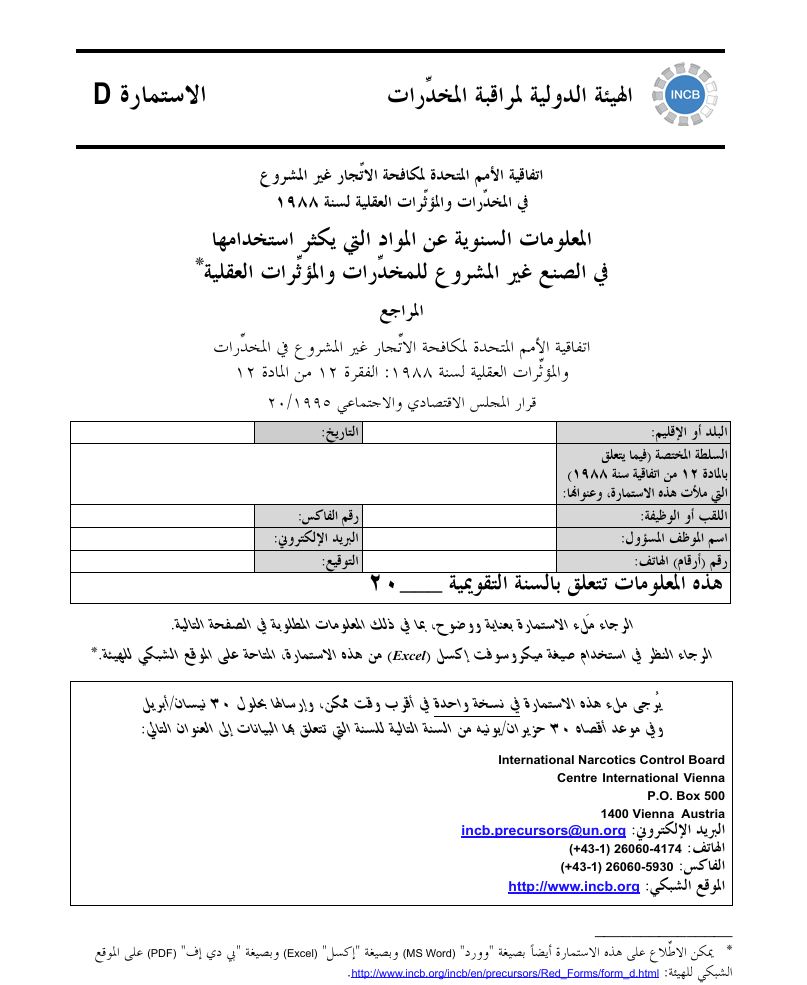 INCB
الهيئة الدولية لمراقبة المخدِّرات
الاستمارة D
اتفاقية الأمم المتحدة لمكافحة الاتّجار غير المشروع
في المخدِّرات والمؤثِّرات العقلية لسنة ١٩٨٨
المعلومات السنوية عن المواد التي يكثر استخدامها
في الصنع غير المشروع للمخدِّرات والمؤثِّرات العقلية*
المراجع
اتفاقية الأمم المتحدة لمكافحة الاتّجار غير المشروع في المخدِّرات
والمؤثِّرات العقلية لسنة ١٩٨٨: الفقرة ١٢ من المادة ١٢
قرار المجلس الاقتصادي والاجتماعي ٢٠/١٩٩٥
البلد أو الإقليم:
التاريخ:
السلطة المختصة (فيما يتعلق
بالمادة ١٢ من اتفاقية سنة ١٩٨٨)
التي ملأت هذه الاستمارة، وعنوانها:
اللقب أو الوظيفة:
رقم الفاكس:
اسم الموظف المسؤول:
البريد الإلكتروني:
رقم (أرقام) الهاتف:
التوقيع:
هذه المعلومات تتعلق بالسنة التقويمية ____٢٠
الرجاء مَلء الاستمارة بعناية ووضوح، بما في ذلك المعلومات المطلوبة في الصفحة التالية.
الرجاء النظر في استخدام صيغة ميكروسوفت إكسل (Excel) من هذه الاستمارة، المتاحة على الموقع الشبكي للهيئة.*
يُرجى ملء هذه الاستمارة في نسخة واحدة في أقرب وقت ممكن، وإرسالها بحلول ٣٠ نيسان/أبريل
وفي موعد أقصاه ٣٠ حزيران/يونيه من السنة التالية للسنة التي تتعلق بها البيانات إلى العنوان التالي:
International Narcotics Control Board
Centre International Vienna
P.O. Box 500
1400 Vienna Austria
البريد الإلكتروني: incb.precursors@un.org
الهاتف: (+43-1) 26060-4174
الفاكس: (+43-1) 26060-5930
الموقع الشبكي: http://www.incb.org
* يمكن الاطّلاع على هذه الاستمارة أيضاً بصيغة "وورد" (MS Word) وبصيغة "إكسل" (Excel) وبصيغة "بي دي إف" (PDF) على الموقع
الشبكي للهيئة: http://www.incb.org/incb/en/precursors/Red_Forms/form_d.html.